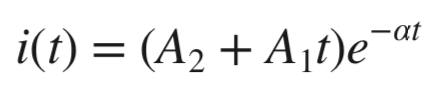 i(t) = (A₂ + A₁t)e^{−αt}